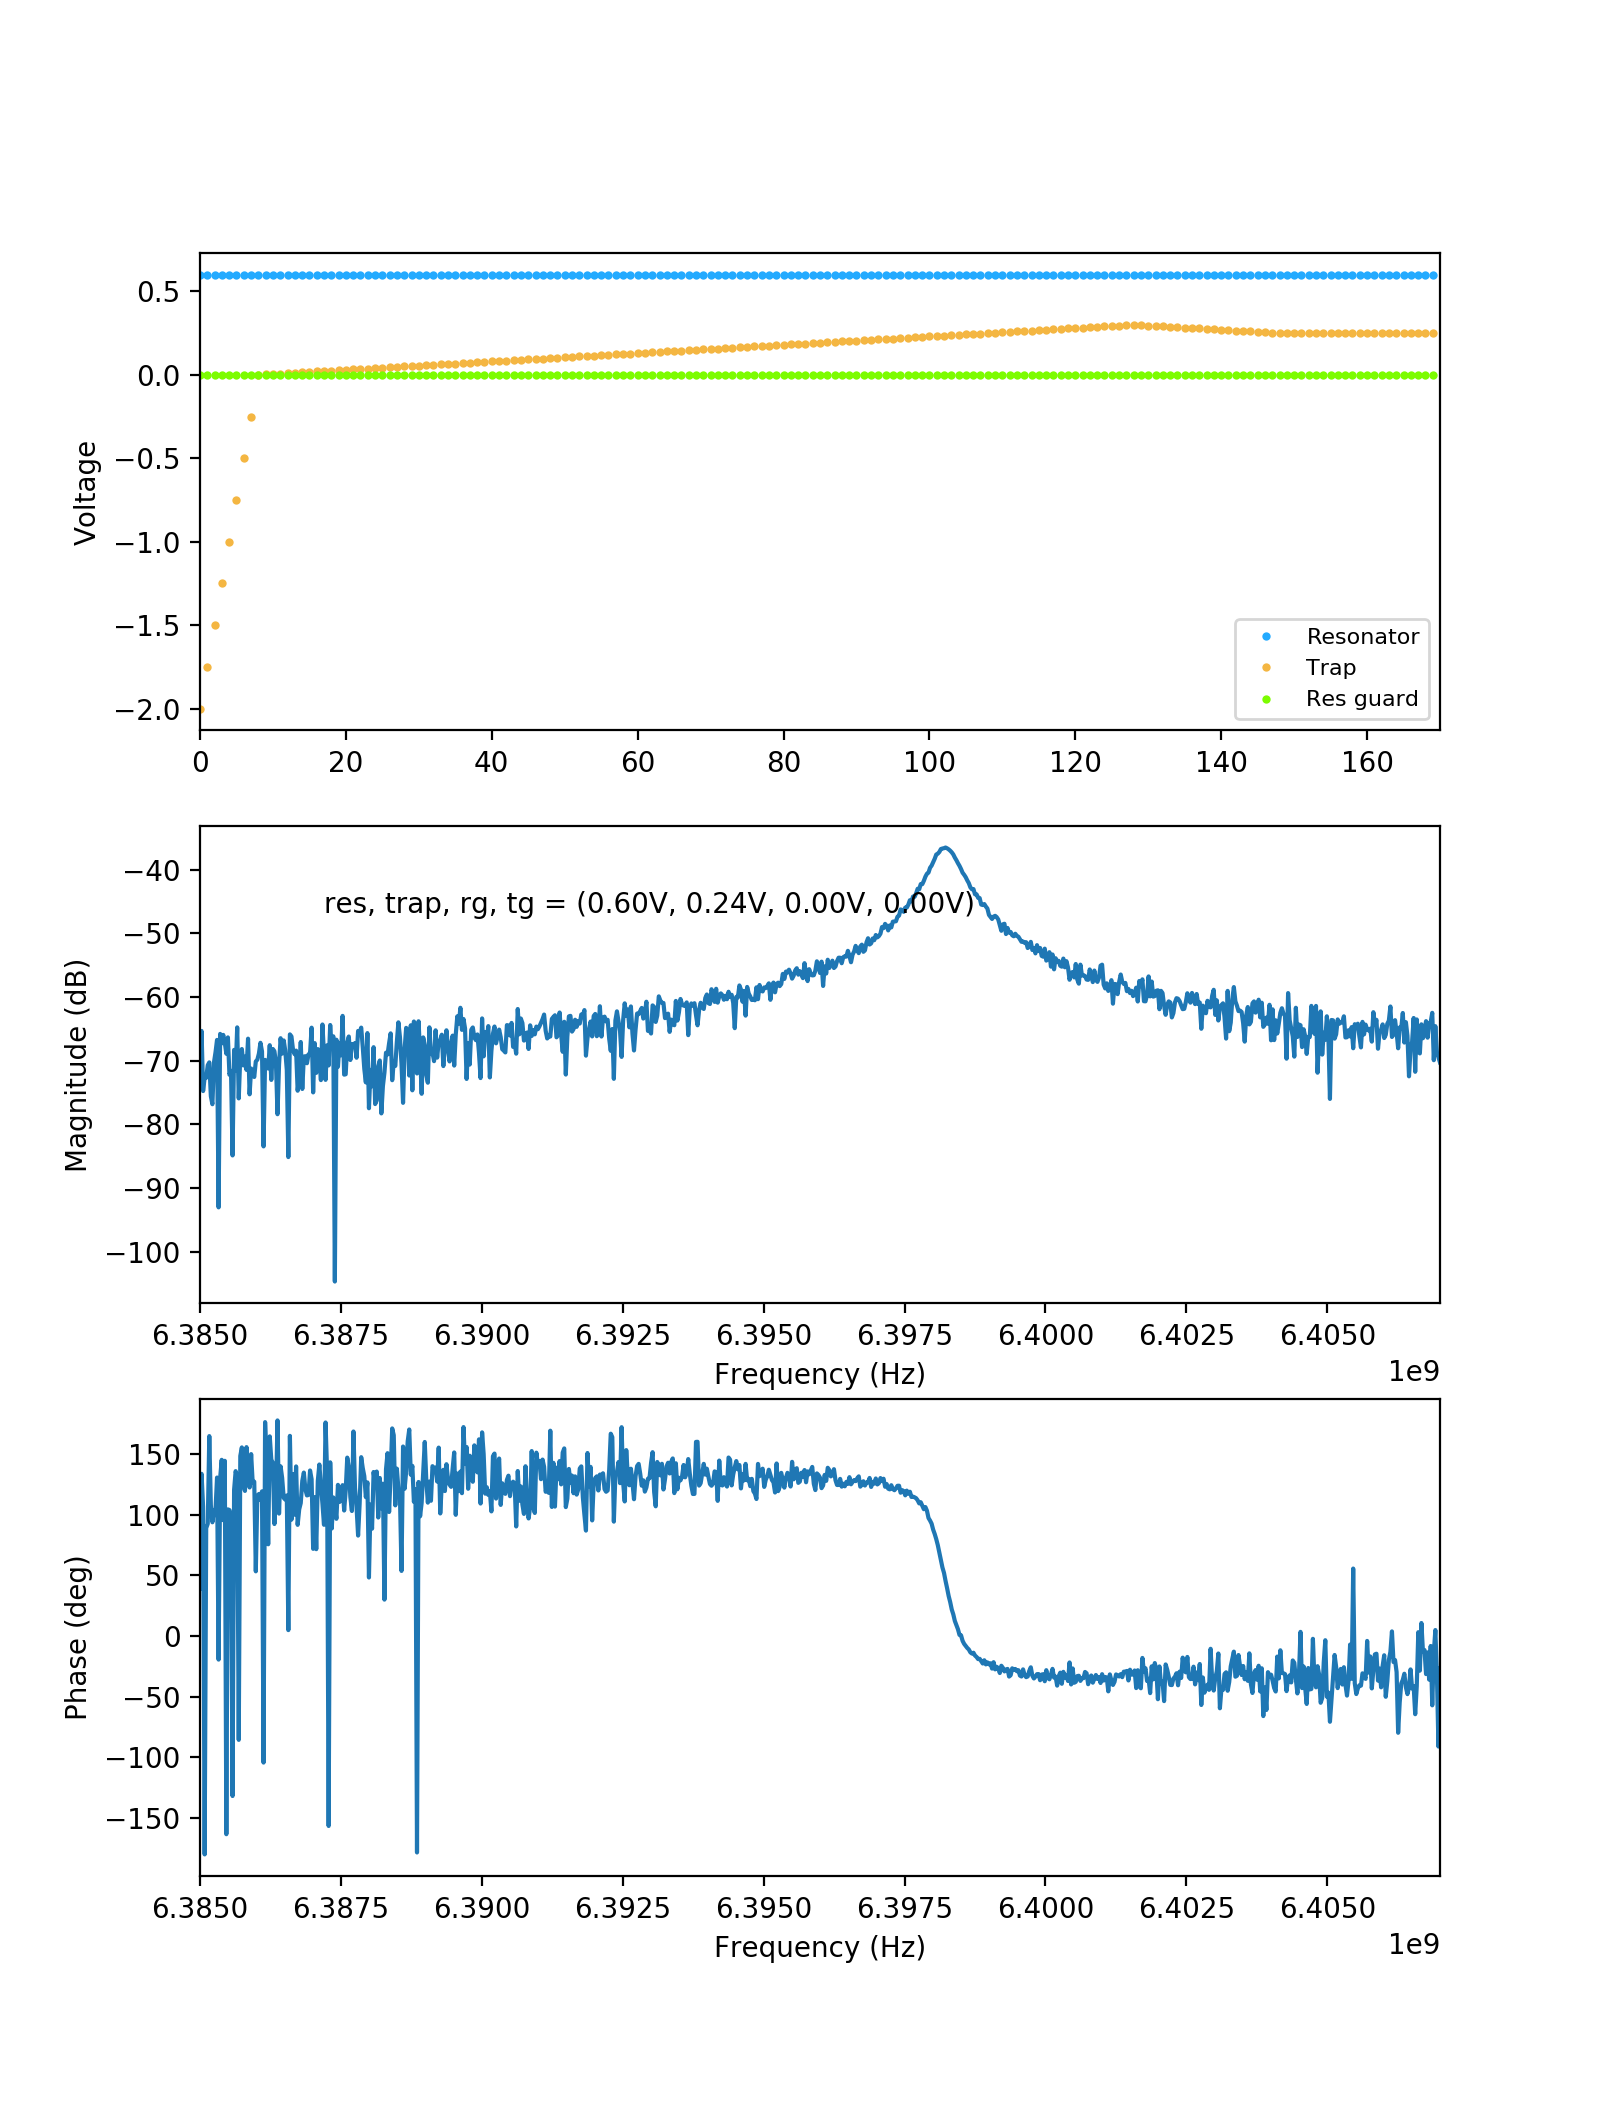 0.5
0.0
−0.5
−1.0
−1.5
−2.0
Voltage
Resonator
Trap
Res guard
0 20 40 60 80 100 120 140 160
−40
−50
−60
−70
−80
−90
−100
Magnitude (dB)
res, trap, rg, tg = (0.60V, 0.24V, 0.00V, 0.00V)
6.3850 6.3875 6.3900 6.3925 6.3950 6.3975 6.4000 6.4025 6.4050
1e9
Frequency (Hz)
150
100
50
0
−50
−100
−150
Phase (deg)
6.3850 6.3875 6.3900 6.3925 6.3950 6.3975 6.4000 6.4025 6.4050
1e9
Frequency (Hz)